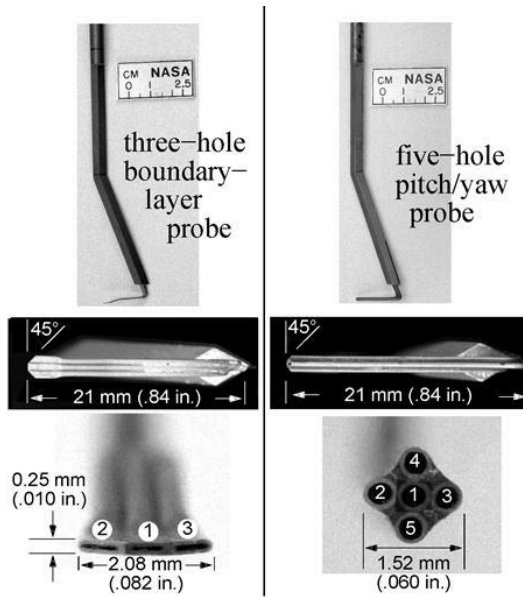 CM NASA
0 1 2.5
three-hole
boundary-
layer
probe
45°
21 mm (.84 in.)
0.25 mm
(.010 in.)
2 1 3
2.08 mm
(.082 in.)
CM NASA
0 1 2.5
five-hole
pitch/yaw
probe
45°
21 mm (.84 in.)
4
2 1 3
5
1.52 mm
(.060 in.)